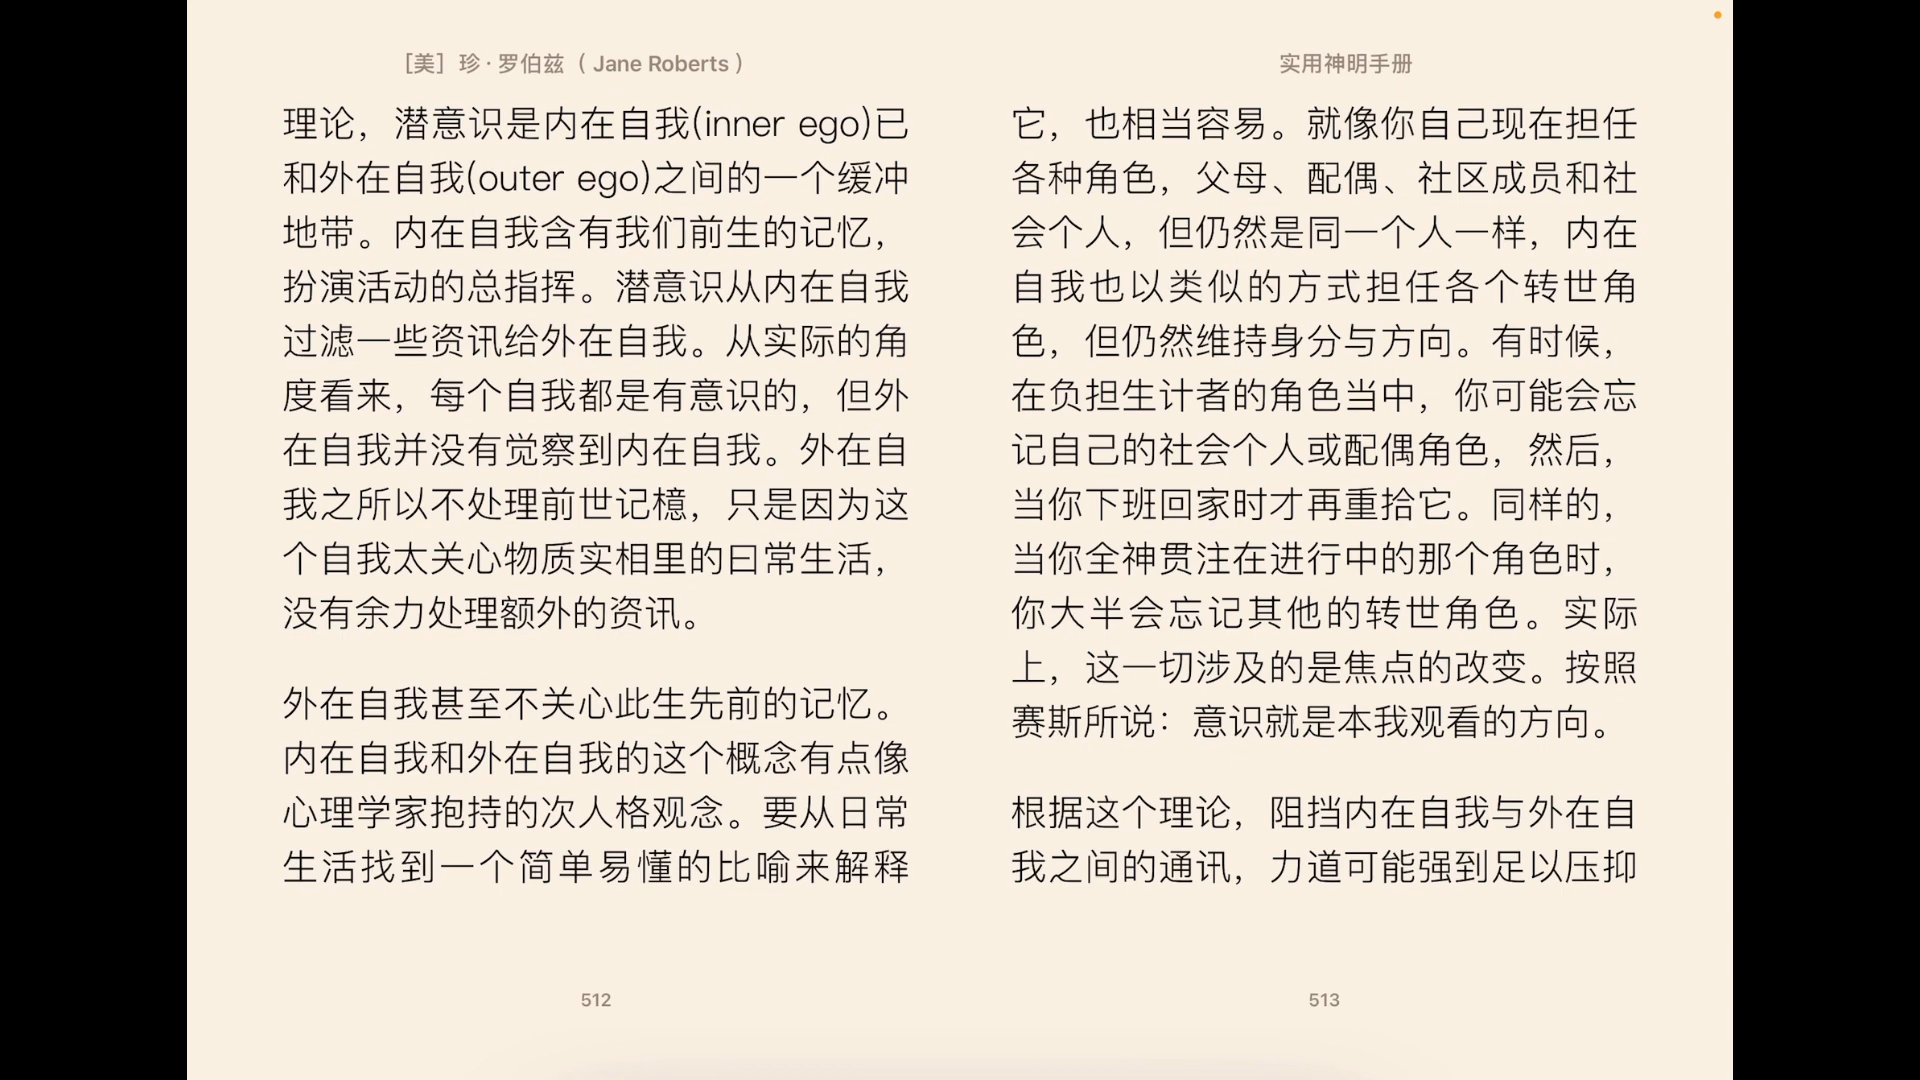 [美] 珍·罗伯兹（Jane Roberts）
理论，潜意识是内在自我(inner ego)已
和外在自我(outer ego)之间的一个缓冲
地带。内在自我含有我们前生的记忆，
扮演活动的总指挥。潜意识从内在自我
过滤一些资讯给外在自我。从实际的角
度看来，每个自我都是有意识的，但外
在自我并没有觉察到内在自我。外在自
我之所以不处理前世记檍，只是因为这
个自我太关心物质实相里的曰常生活，
没有余力处理额外的资讯。
外在自我甚至不关心此生先前的记忆。
内在自我和外在自我的这个概念有点像
心理学家抱持的次人格观念。要从日常
生活找到一个简单易懂的比喻来解释
512
实用神明手册
它，也相当容易。就像你自己现在担任
各种角色，父母、配偶、社区成员和社
会个人，但仍然是同一个人一样，内在
自我也以类似的方式担任各个转世角
色，但仍然维持身分与方向。有时候，
在负担生计者的角色当中，你可能会忘
记自己的社会个人或配偶角色，然后，
当你下班回家时才再重拾它。同样的，
当你全神贯注在进行中的那个角色时，
你大半会忘记其他的转世角色。实际
上，这一切涉及的是焦点的改变。按照
赛斯所说：意识就是本我观看的方向。
根据这个理论，阻挡内在自我与外在自
我之间的通讯，力道可能强到足以压抑
513